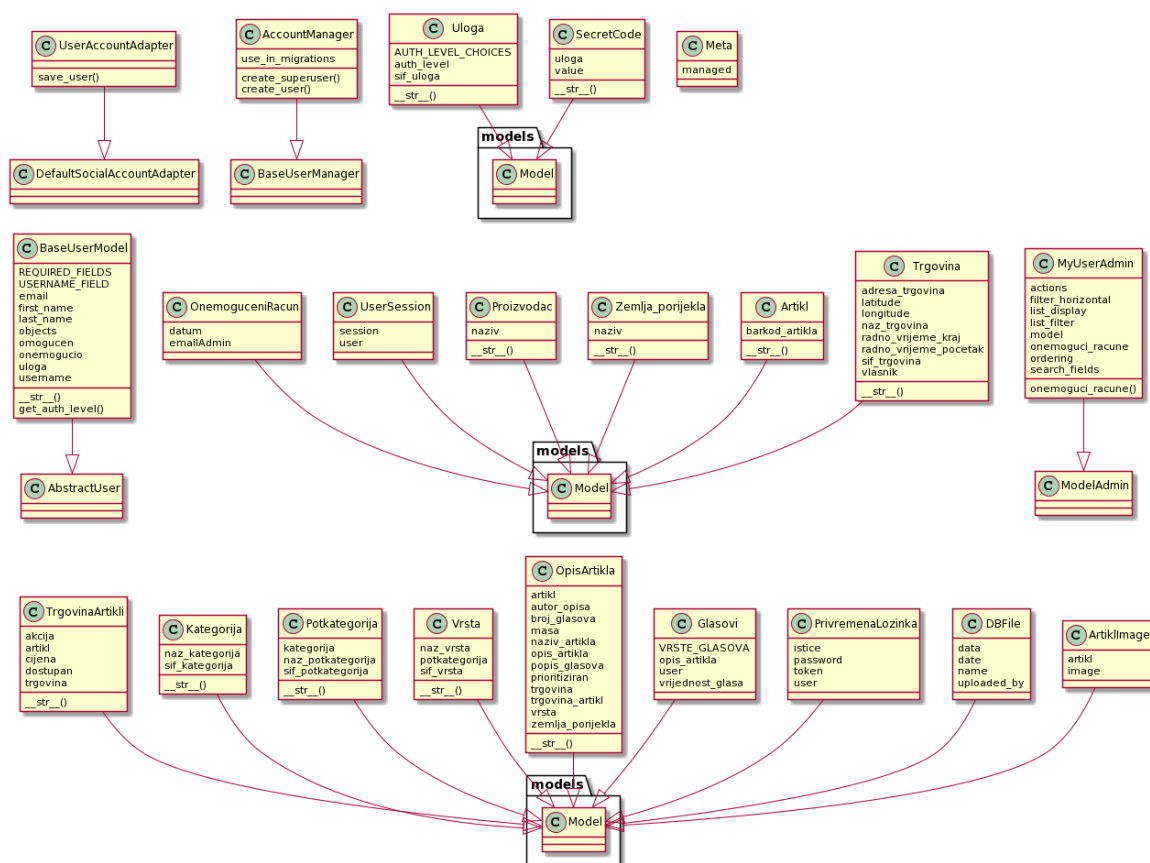 C UserAccountAdapter
save_user()
C AccountManager
use_in_migrations
create_superuser()
create_user()
C Uloga
AUTH_LEVEL_CHOICES
auth_level
sif_uloga
__str__()
C SecretCode
uloga
value
__str__()
C Meta
managed
C DefaultSocialAccountAdapter
C BaseUserManager
models
C Model
C BaseUserModel
REQUIRED_FIELDS
USERNAME_FIELD
email
first_name
last_name
objects
omogucen
onemogucio
uloga
username
__str__()
get_auth_level()
C OnemoguceniRacun
datum
emailAdmin
C UserSession
session
user
C Proizvodac
naziv
__str__()
C Zemlja_porijekla
naziv
__str__()
C Artikl
barkod_artikla
__str__()
C Trgovina
adresa_trgovina
latitude
longitude
naz_trgovina
radno_vrijeme_kraj
radno_vrijeme_pocetak
sif_trgovina
vlasnik
__str__()
C MyUserAdmin
actions
filter_horizontal
list_display
list_filter
model
onemoguci_racune
ordering
search_fields
onemoguci_racune()
C AbstractUser
models
C Model
C ModelAdmin
C TrgovinaArtikli
akcija
artikl
cijena
dostupan
trgovina
__str__()
C Kategorija
naz_kategorija
sif_kategorija
__str__()
C Potkategorija
kategorija
naz_potkategorija
sif_potkategorija
__str__()
C Vrsta
naz_vrsta
potkategorija
sif_vrsta
__str__()
C OpisArtikla
artikl
autor_opisa
broj_glasova
masa
naziv_artikla
opis_artikla
popis_glasova
prioritiziran
trgovina
trgovina_artikl
vrsta
zemlja_porijekla
__str__()
C Glasovi
VRSTE_GLASOVA
opis_artikla
user
vrijednost_glasa
C PrivremenaLozinka
istice
password
token
user
C DBFile
data
date
name
uploaded_by
C ArtiklImage
artikl
image
models
C Model